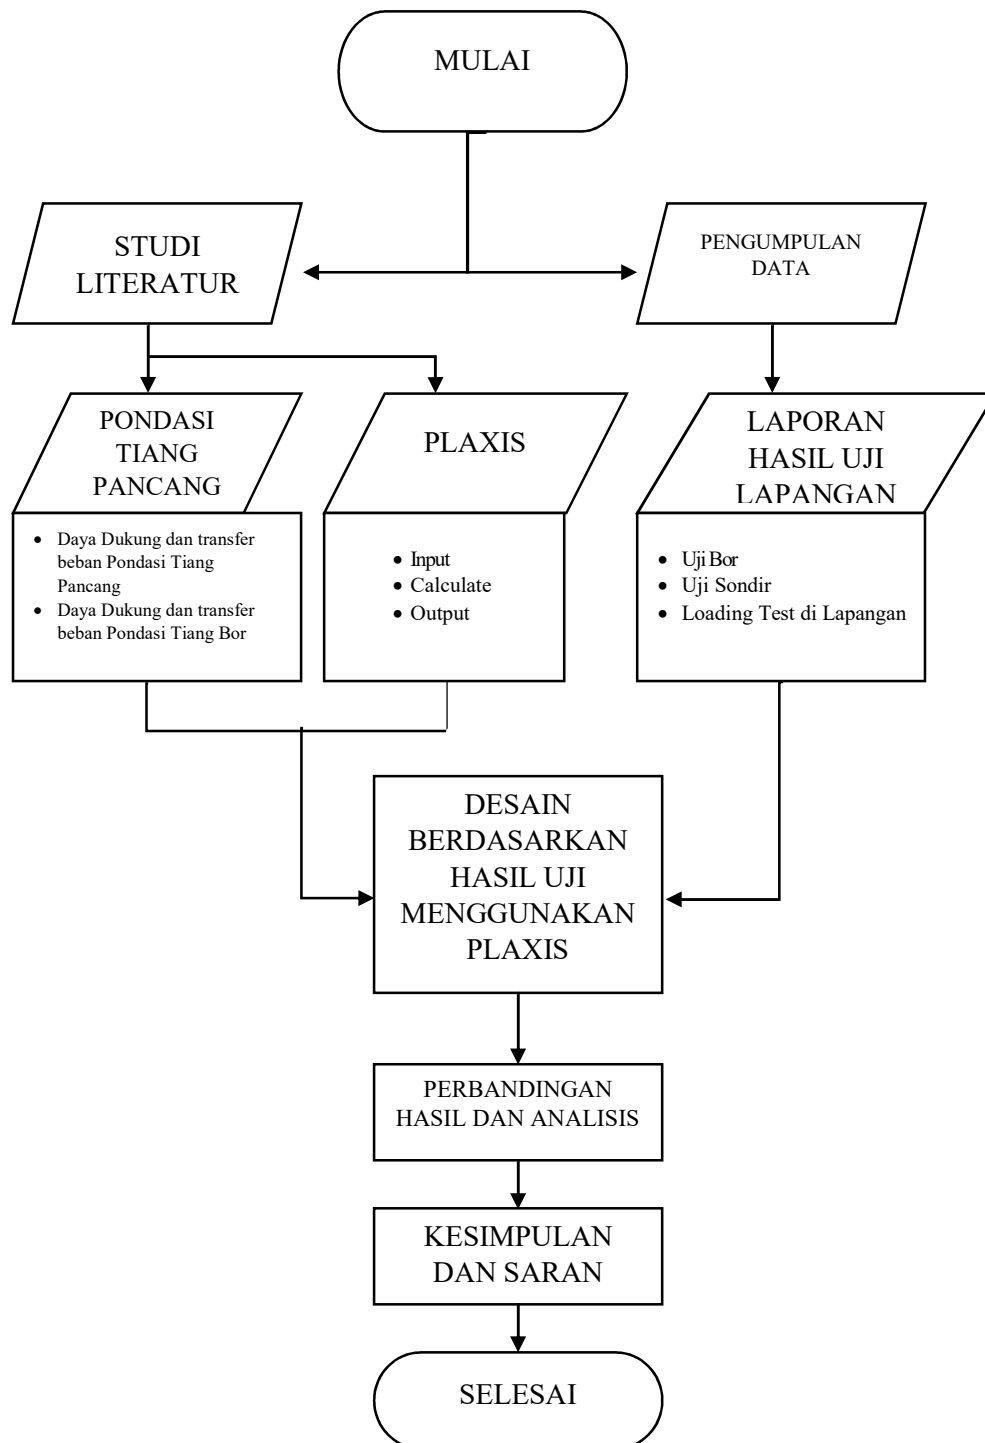 MULAI
STUDI
LITERATUR
PENGUMPULAN
DATA
PONDASI
TIANG
PANCANG
PLAXIS
LAPORAN
HASIL UJI
LAPANGAN
• Daya Dukung dan transfer
beban Pondasi Tiang
Pancang
• Daya Dukung dan transfer
beban Pondasi Tiang Bor
• Input
• Calculate
• Output
• Uji Bor
• Uji Sondir
• Loading Test di Lapangan
DESAIN
BERDASARKAN
HASIL UJI
MENGGUNAKAN
PLAXIS
PERBANDINGAN
HASIL DAN ANALISIS
KESIMPULAN
DAN SARAN
SELESAI